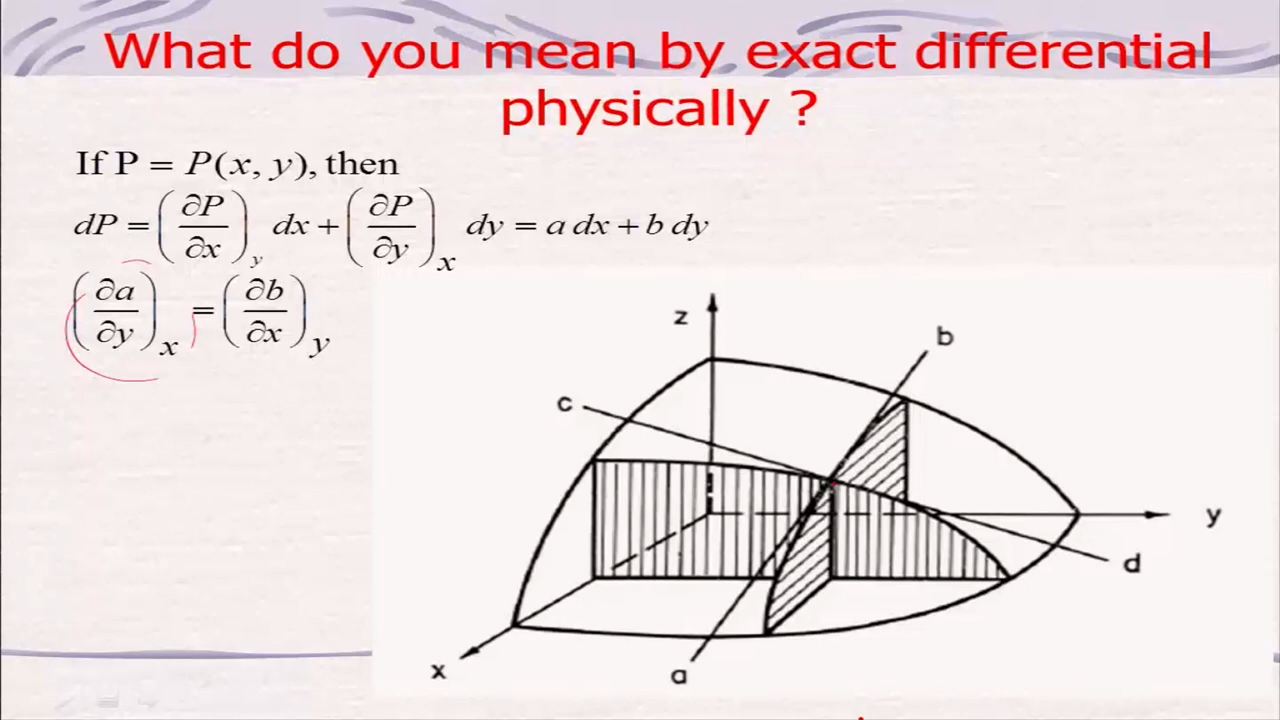 What do you mean by exact differential
physically ?
If P = P(x, y), then
dP = (∂P/∂x)_y dx + (∂P/∂y)_x dy = a dx + b dy
(∂a/∂y)_x = (∂b/∂x)_y
z
b
c
y
d
x
a